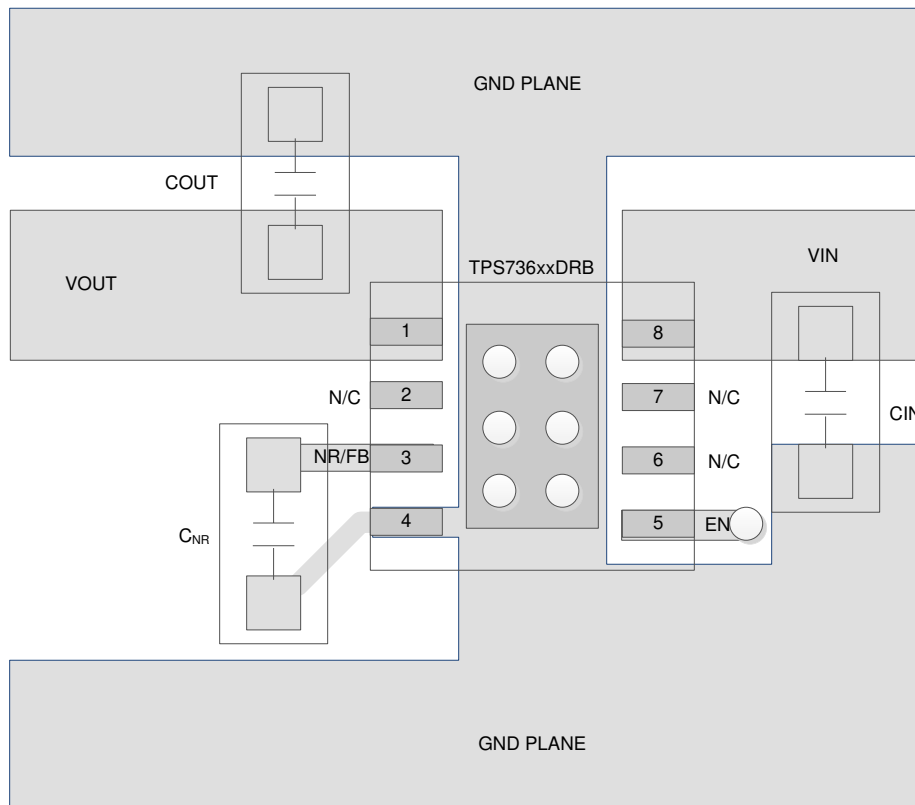 GND PLANE
COUT
TPS736xxDRB
VIN
VOUT
1
8
N/C
2
7
N/C
CIN
NR/FB
3
6
N/C
CNR
4
5
EN
GND PLANE